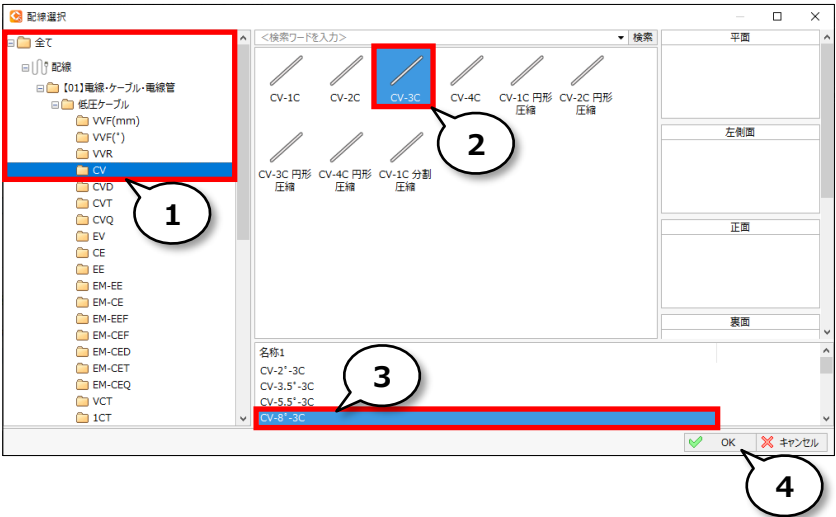 配線選択
全て
配線
【01】電線・ケーブル・電線管
低圧ケーブル
VVF(mm)
VVF(ﾟ)
VVR
CV
CVD
CVT
CVQ
EV
CE
EE
EM-EE
EM-CE
EM-EEF
EM-CEF
EM-CED
EM-CET
EM-CEQ
VCT
1CT
1
<検索ワードを入力>
検索
CV-1C
CV-2C
CV-3C
CV-4C
CV-1C 円形
圧縮
CV-2C 円形
圧縮
2
CV-3C 円形
圧縮
CV-4C 円形
圧縮
CV-1C 分割
圧縮
平面
左側面
正面
裏面
名称1
CV-2ﾟ-3C
CV-3.5ﾟ-3C
CV-5.5ﾟ-3C
CV-8ﾟ-3C
3
OK
キャンセル
4